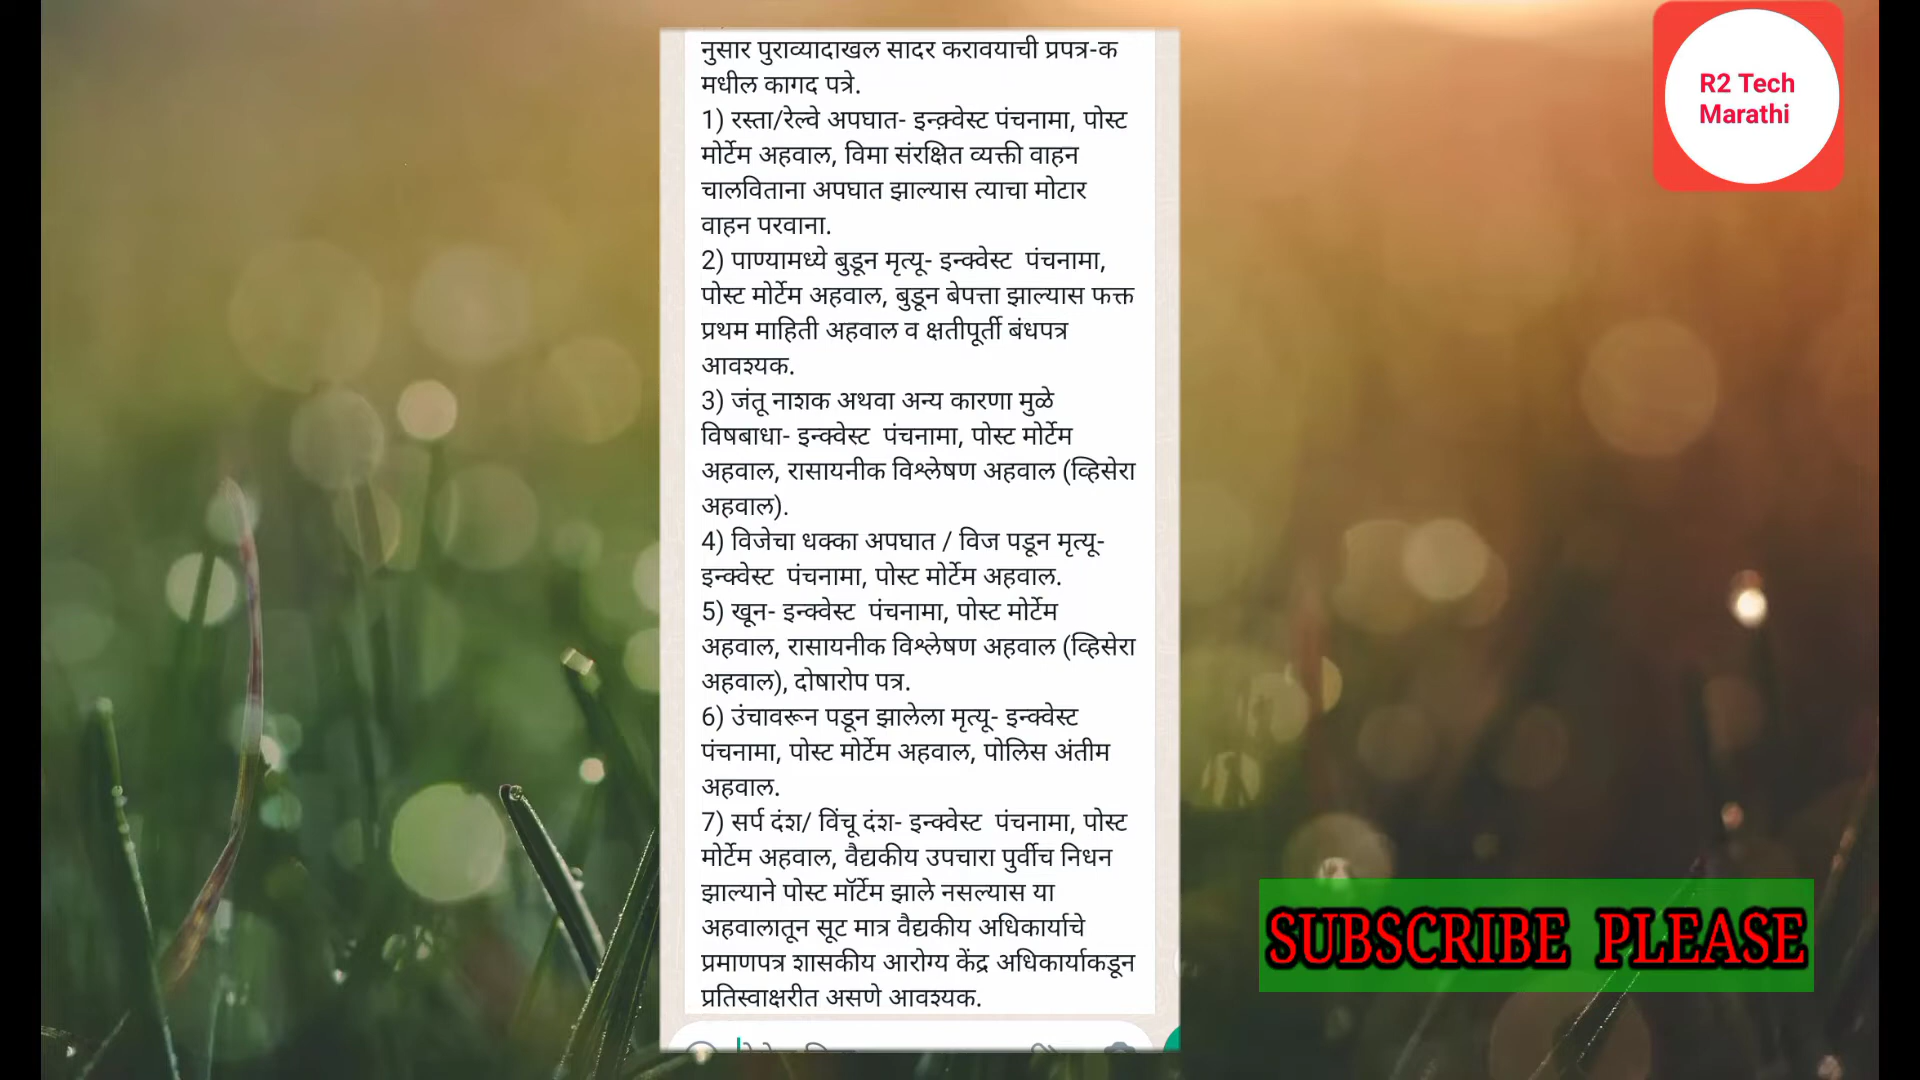 नुसार पुराव्यादाखल सादर करावयाची प्रपत्र-क
मधील कागद पत्रे.
1) रस्ता/रेल्वे अपघात- इन्क़्वेस्ट पंचनामा, पोस्ट
मोर्टेम अहवाल, विमा संरक्षित व्यक्ती वाहन
चालविताना अपघात झाल्यास त्याचा मोटार
वाहन परवाना.
2) पाण्यामध्ये बुडून मृत्यू- इन्क्वेस्ट  पंचनामा,
पोस्ट मोर्टेम अहवाल, बुडून बेपत्ता झाल्यास फक्त
प्रथम माहिती अहवाल व क्षतीपूर्ती बंधपत्र
आवश्यक.
3) जंतू नाशक अथवा अन्य कारणा मुळे
विषबाधा- इन्क्वेस्ट  पंचनामा, पोस्ट मोर्टेम
अहवाल, रासायनीक विश्लेषण अहवाल (व्हिसेरा
अहवाल).
4) विजेचा धक्का अपघात / विज पडून मृत्यू-
इन्क्वेस्ट  पंचनामा, पोस्ट मोर्टेम अहवाल.
5) खून- इन्क्वेस्ट  पंचनामा, पोस्ट मोर्टेम
अहवाल, रासायनीक विश्लेषण अहवाल (व्हिसेरा
अहवाल), दोषारोप पत्र.
6) उंचावरून पडून झालेला मृत्यू- इन्क्वेस्ट
पंचनामा, पोस्ट मोर्टेम अहवाल, पोलिस अंतीम
अहवाल.
7) सर्प दंश/ विंचू दंश- इन्क्वेस्ट  पंचनामा, पोस्ट
मोर्टेम अहवाल, वैद्यकीय उपचारा पुर्वीच निधन
झाल्याने पोस्ट मॉर्टेम झाले नसल्यास या
अहवालातून सूट मात्र वैद्यकीय अधिकार्याचे
प्रमाणपत्र शासकीय आरोग्य केंद्र अधिकार्याकडून
प्रतिस्वाक्षरीत असणे आवश्यक.
R2 Tech
Marathi
SUBSCRIBE PLEASE